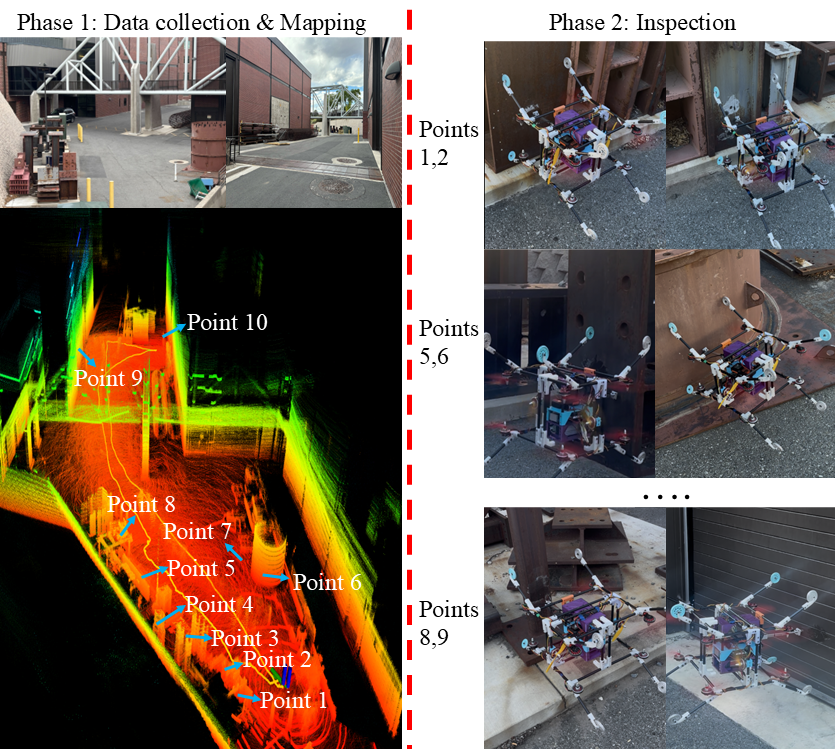 Phase 1: Data collection & Mapping
Point 10
Point 9
Point 8
Point 7
Point 5
Point 6
Point 4
Point 3
Point 2
Point 1
Phase 2: Inspection
Points
1,2
Points
5,6
....
Points
8,9